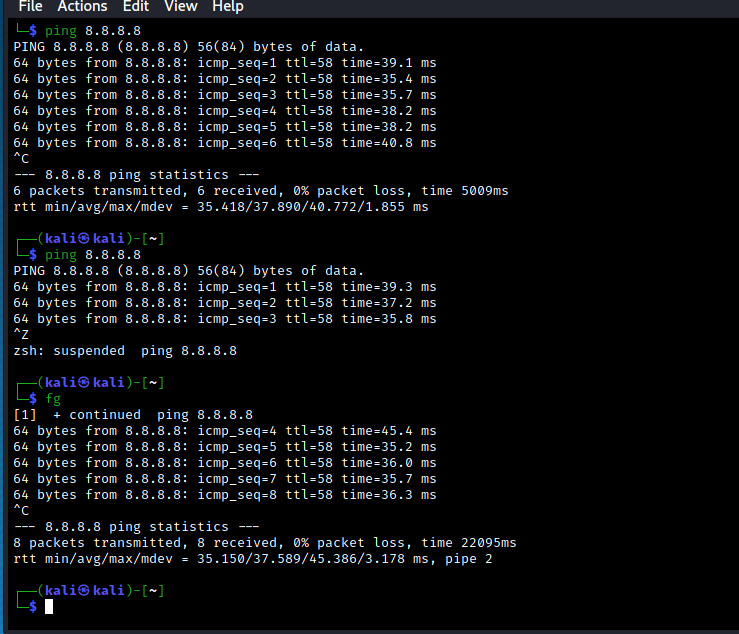 File Actions Edit View Help
└─$ ping 8.8.8.8
PING 8.8.8.8 (8.8.8.8) 56(84) bytes of data.
64 bytes from 8.8.8.8: icmp_seq=1 ttl=58 time=39.1 ms
64 bytes from 8.8.8.8: icmp_seq=2 ttl=58 time=35.4 ms
64 bytes from 8.8.8.8: icmp_seq=3 ttl=58 time=35.7 ms
64 bytes from 8.8.8.8: icmp_seq=4 ttl=58 time=38.2 ms
64 bytes from 8.8.8.8: icmp_seq=5 ttl=58 time=38.2 ms
64 bytes from 8.8.8.8: icmp_seq=6 ttl=58 time=40.8 ms
^C
--- 8.8.8.8 ping statistics ---
6 packets transmitted, 6 received, 0% packet loss, time 5009ms
rtt min/avg/max/mdev = 35.418/37.890/40.772/1.855 ms
┌──(kali㉿kali)-[~]
└─$ ping 8.8.8.8
PING 8.8.8.8 (8.8.8.8) 56(84) bytes of data.
64 bytes from 8.8.8.8: icmp_seq=1 ttl=58 time=39.3 ms
64 bytes from 8.8.8.8: icmp_seq=2 ttl=58 time=37.2 ms
64 bytes from 8.8.8.8: icmp_seq=3 ttl=58 time=35.8 ms
^Z
zsh: suspended  ping 8.8.8.8
┌──(kali㉿kali)-[~]
└─$ fg
[1]  + continued  ping 8.8.8.8
64 bytes from 8.8.8.8: icmp_seq=4 ttl=58 time=45.4 ms
64 bytes from 8.8.8.8: icmp_seq=5 ttl=58 time=35.2 ms
64 bytes from 8.8.8.8: icmp_seq=6 ttl=58 time=36.0 ms
64 bytes from 8.8.8.8: icmp_seq=7 ttl=58 time=35.7 ms
64 bytes from 8.8.8.8: icmp_seq=8 ttl=58 time=36.3 ms
^C
--- 8.8.8.8 ping statistics ---
8 packets transmitted, 8 received, 0% packet loss, time 22095ms
rtt min/avg/max/mdev = 35.150/37.589/45.386/3.178 ms, pipe 2
┌──(kali㉿kali)-[~]
└─$